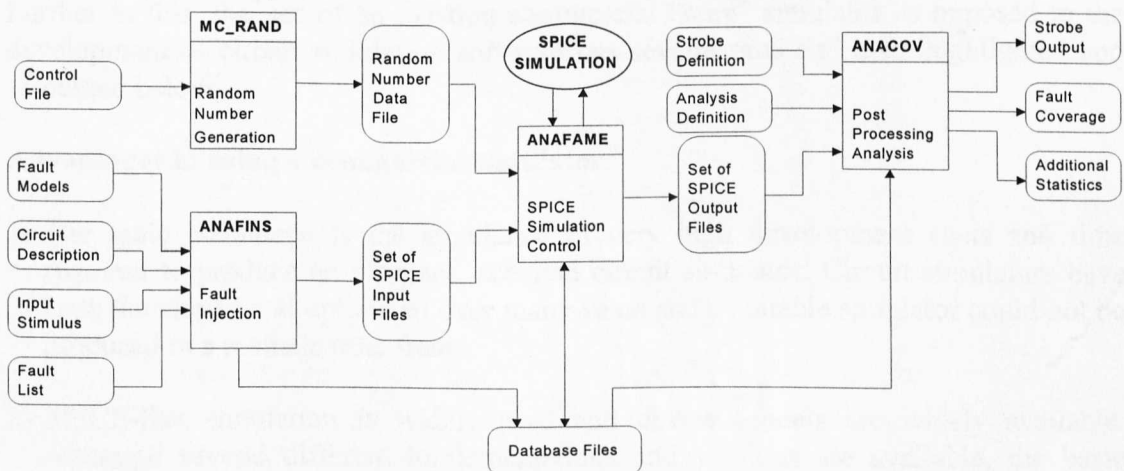 MC_RAND
Random
Number
Generation
Control
File
Random
Number
Data
File
SPICE
SIMULATION
Strobe
Definition
Analysis
Definition
ANACOV
Post
Processing
Analysis
Strobe
Output
Fault
Coverage
Additional
Statistics
Fault
Models
Circuit
Description
Input
Stimulus
Fault
List
ANAFINS
Fault
Injection
Set of
SPICE
Input
Files
ANAFAME
SPICE
Simulation
Control
Set of
SPICE
Output
Files
Database Files